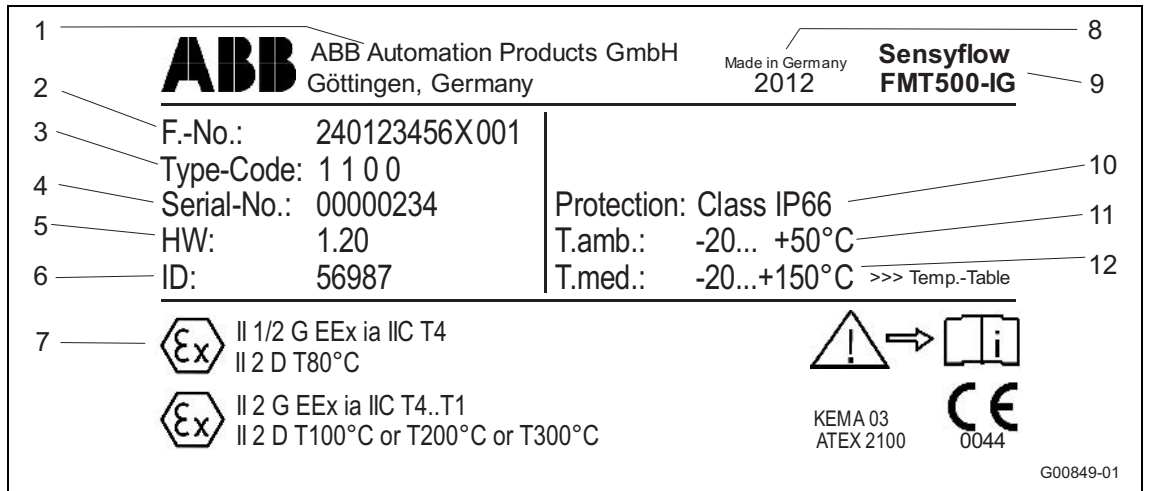 1
8
ABB
ABB Automation Products GmbH
Göttingen, Germany
Made in Germany
2012
Sensyflow
FMT500-IG
9
2
F.-No.: 240123456X001
3
Type-Code: 1 1 0 0
4
Serial-No.: 00000234
5
HW: 1.20
6
ID: 56987
Protection: Class IP66
10
T.amb.: -20... +50°C
11
T.med.: -20...+150°C >>> Temp.-Table
12
7
Ex
II 1/2 G EEx ia IIC T4
II 2 D T80°C
Ex
II 2 G EEx ia IIC T4..T1
II 2 D T100°C or T200°C or T300°C
!
i
KEMA 03
ATEX 2100
CE
0044
G00849-01